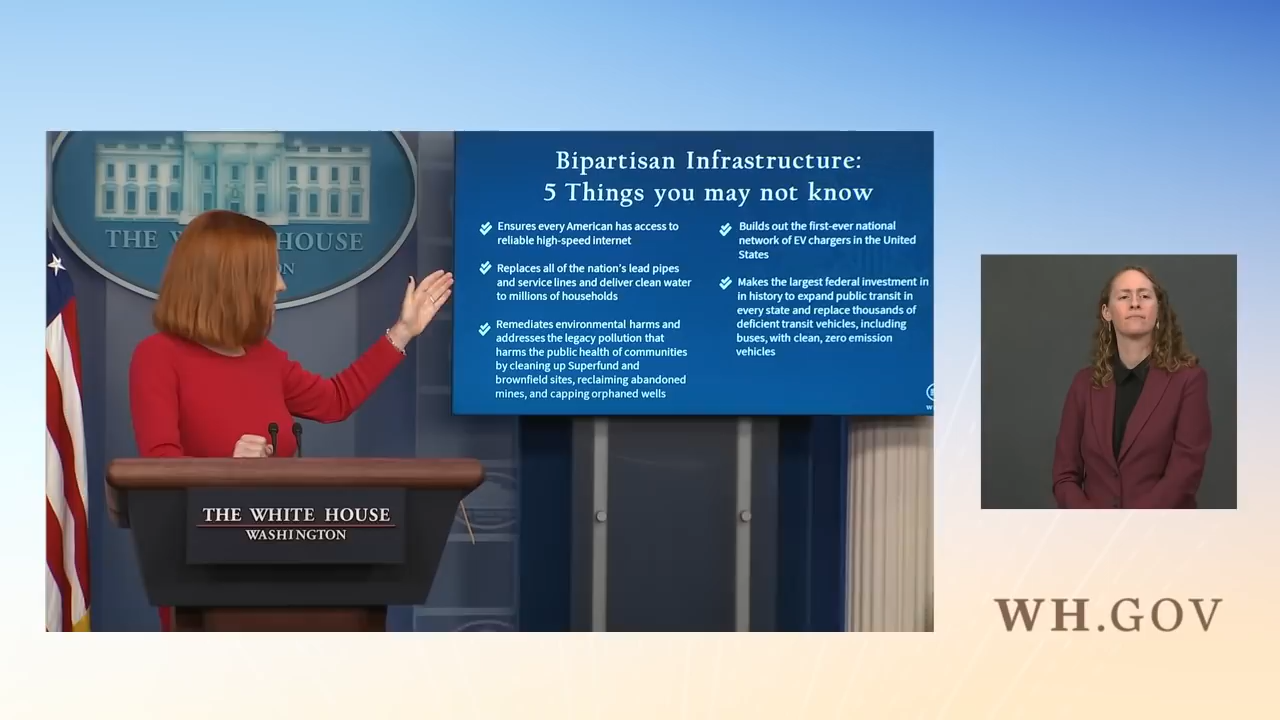 THE W HOUSE
ON
Bipartisan Infrastructure:
5 Things you may not know
Ensures every American has access to
reliable high-speed internet
Replaces all of the nation's lead pipes
and service lines and deliver clean water
to millions of households
Remediates environmental harms and
addresses the legacy pollution that
harms the public health of communities
by cleaning up Superfund and
brownfield sites, reclaiming abandoned
mines, and capping orphaned wells
Builds out the first-ever national
network of EV chargers in the United
States
Makes the largest federal investment in
in history to expand public transit in
every state and replace thousands of
deficient transit vehicles, including
buses, with clean, zero emission
vehicles
THE WHITE HOUSE
WASHINGTON
WH.GOV